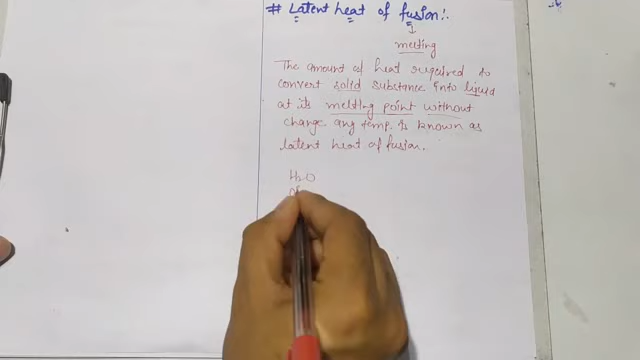 # Latent heat of fusion:.
melting
The amount of heat required to
convert solid substance into liquid
at its melting point without
change any temp. is known as
latent heat of fusion.
H₂O